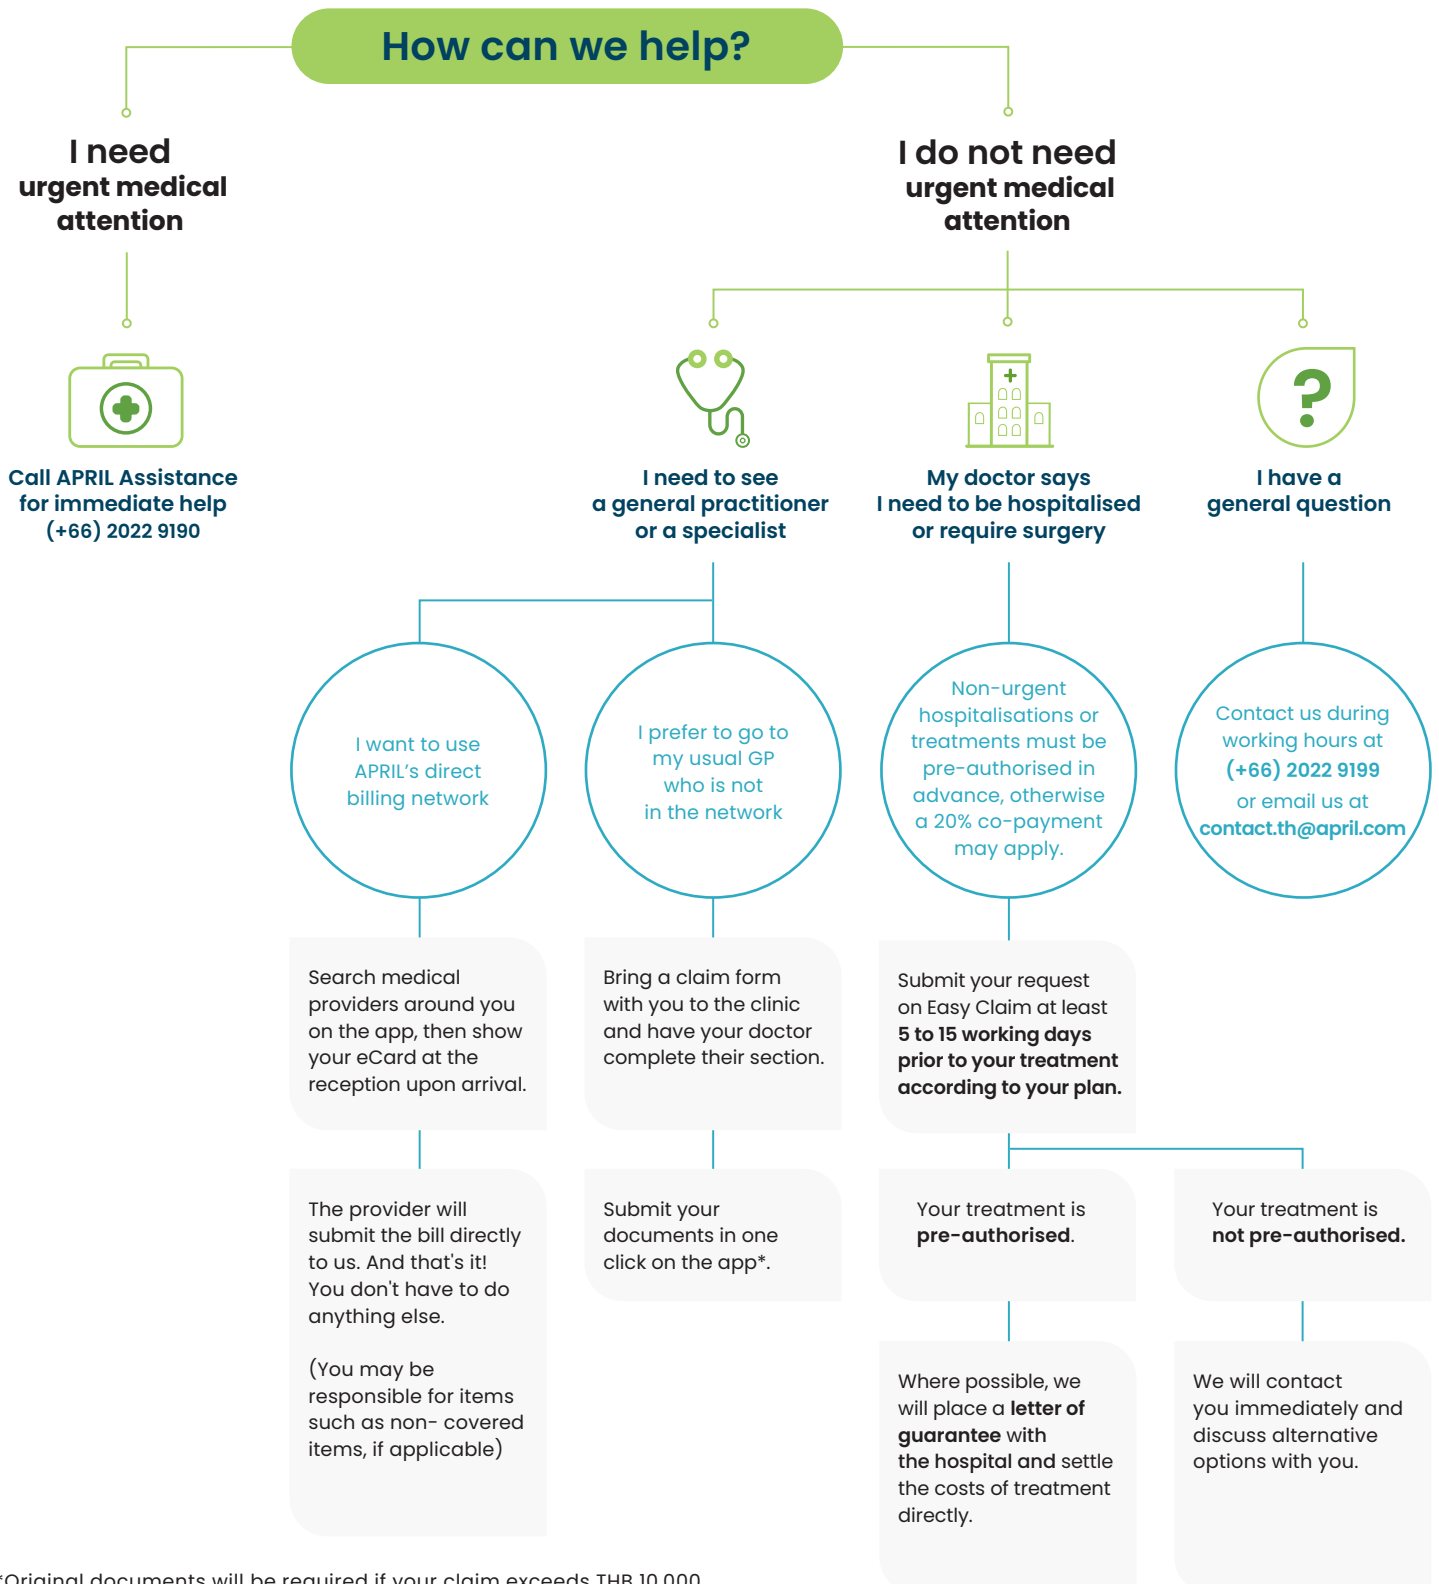 How can we help?
I need
urgent medical
attention
I do not need
urgent medical
attention
Call APRIL Assistance
for immediate help
(+66) 2022 9190
I need to see
a general practitioner
or a specialist
My doctor says
I need to be hospitalised
or require surgery
I have a
general question
I want to use
APRIL's direct
billing network
I prefer to go to
my usual GP
who is not
in the network
Non-urgent
hospitalisations or
treatments must be
pre-authorised in
advance, otherwise
a 20% co-payment
may apply.
Contact us during
working hours at
(+66) 2022 9199
or email us at
contact.th@april.com
Search medical
providers around you
on the app, then show
your eCard at the
reception upon arrival.
Bring a claim form
with you to the clinic
and have your doctor
complete their section.
Submit your request
on Easy Claim at least
5 to 15 working days
prior to your treatment
according to your plan.
The provider will
submit the bill directly
to us. And that's it!
You don't have to do
anything else.
(You may be
responsible for items
such as non- covered
items, if applicable)
Submit your
documents in one
click on the app*.
Your treatment is
pre-authorised.
Your treatment is
not pre-authorised.
Where possible, we
will place a letter of
guarantee with
the hospital and settle
the costs of treatment
directly.
We will contact
you immediately and
discuss alternative
options with you.
*Original documents will be required if your claim exceeds THB 10,000